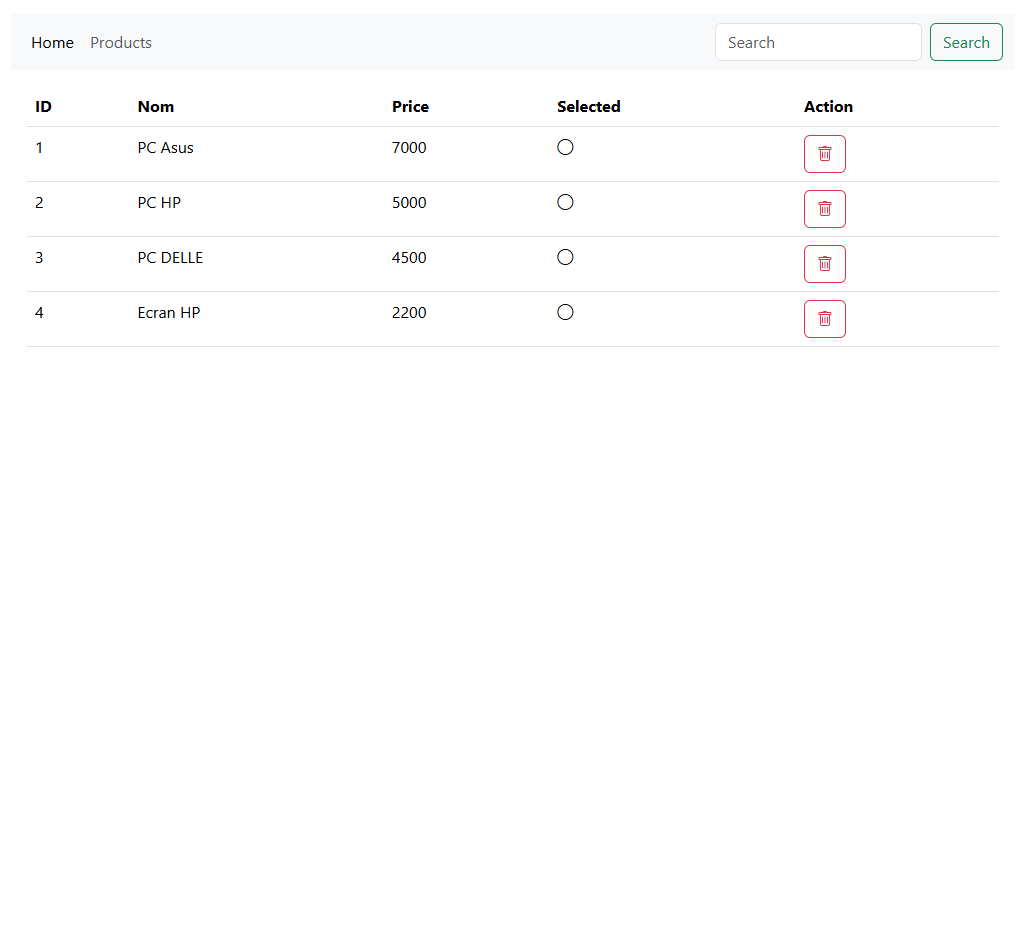 Home Products Search Search
ID Nom Price Selected Action
1 PC Asus 7000
2 PC HP 5000
3 PC DELLE 4500
4 Ecran HP 2200